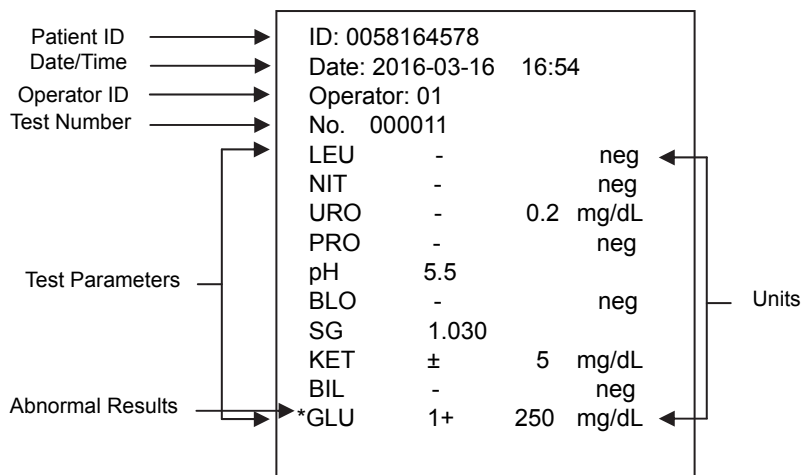 Patient ID
Date/Time
Operator ID
Test Number
Test Parameters
Abnormal Results
ID: 0058164578
Date: 2016-03-16 16:54
Operator: 01
No. 000011
LEU - neg
NIT - neg
URO - 0.2 mg/dL
PRO - neg
pH 5.5
BLO - neg
SG 1.030
KET ± 5 mg/dL
BIL - neg
*GLU 1+ 250 mg/dL
Units